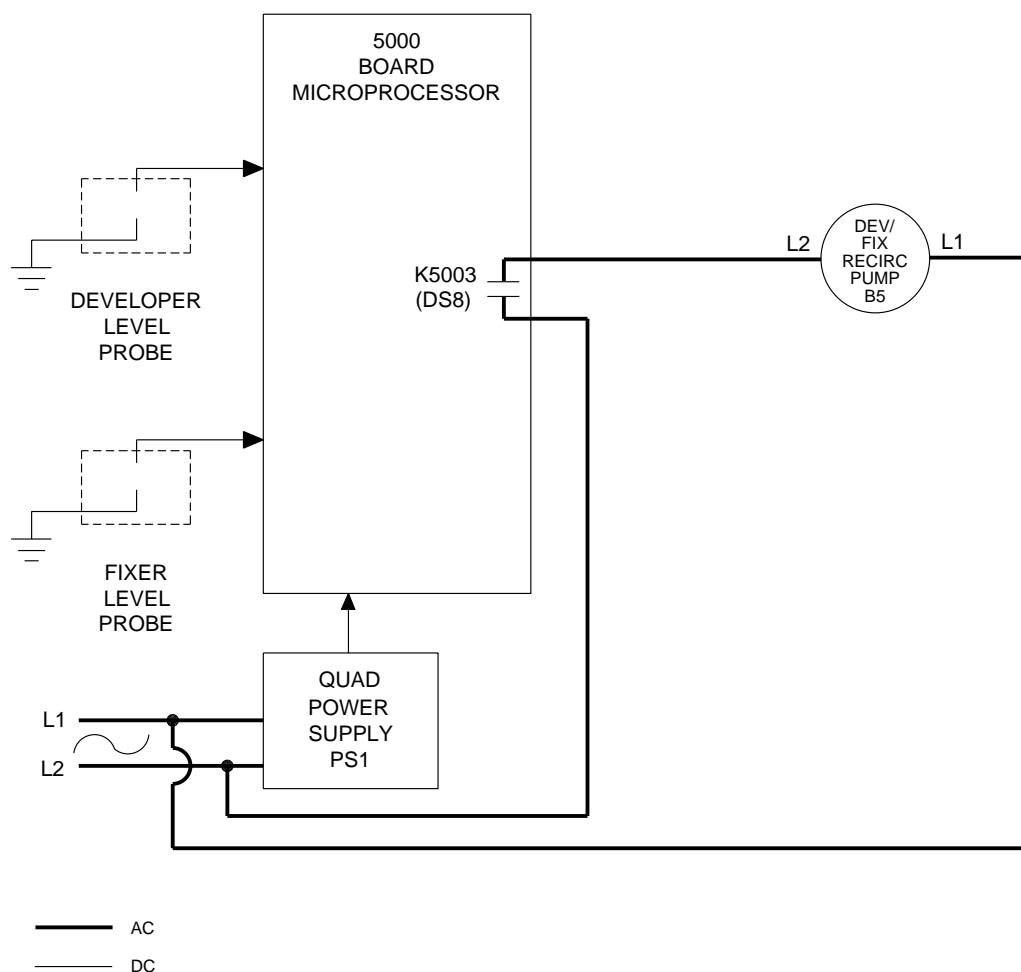 5000
BOARD
MICROPROCESSOR
DEVELOPER
LEVEL
PROBE
K5003
(DS8)
L2
DEV/
FIX
RECIRC
PUMP
B5
L1
FIXER
LEVEL
PROBE
QUAD
POWER
SUPPLY
PS1
L1
L2
AC
DC